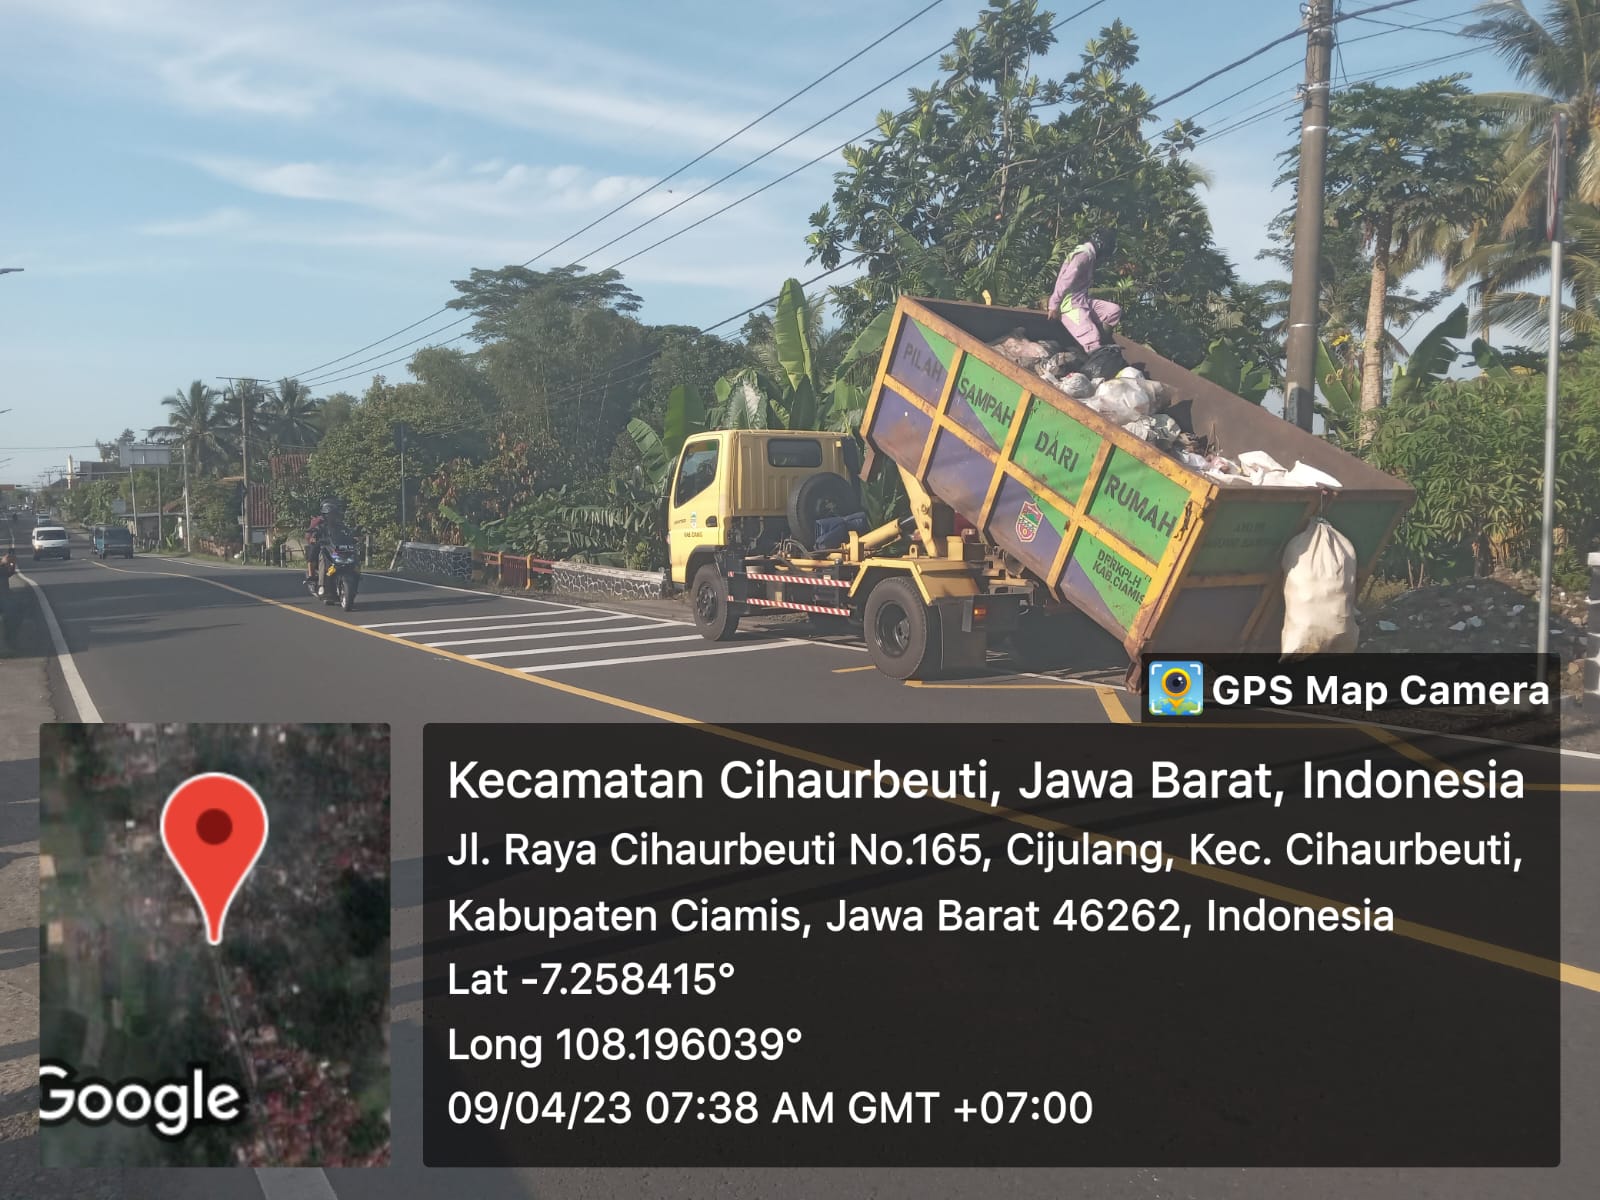 PILAH SAMPAH DARI RUMAH
DPRKPLH
KAB.CIAMIS
GPS Map Camera
Kecamatan Cihaurbeuti, Jawa Barat, Indonesia
Jl. Raya Cihaurbeuti No.165, Cijulang, Kec. Cihaurbeuti,
Kabupaten Ciamis, Jawa Barat 46262, Indonesia
Lat -7.258415°
Long 108.196039°
09/04/23 07:38 AM GMT +07:00
Google